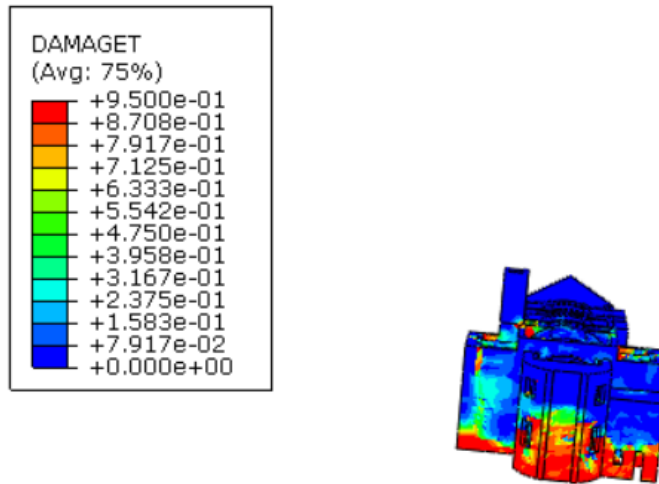 DAMAGET
(Avg: 75%)
+9.500e-01
+8.708e-01
+7.917e-01
+7.125e-01
+6.333e-01
+5.542e-01
+4.750e-01
+3.958e-01
+3.167e-01
+2.375e-01
+1.583e-01
+7.917e-02
+0.000e+00